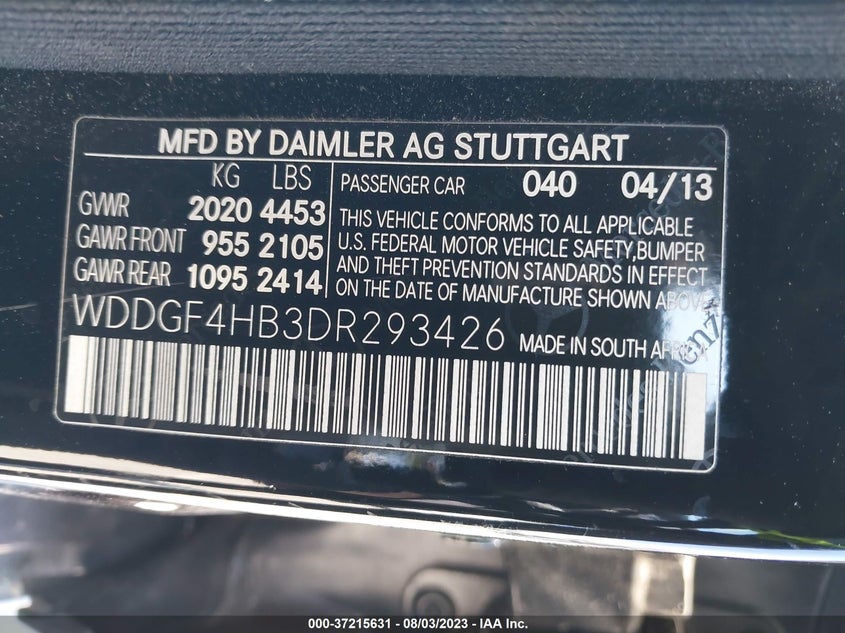 MFD BY DAIMLER AG STUTTGART
KG LBS
GVWR 2020 4453
GAWR FRONT 955 2105
GAWR REAR 1095 2414
PASSENGER CAR 040 04/13
THIS VEHICLE CONFORMS TO ALL APPLICABLE
U.S. FEDERAL MOTOR VEHICLE SAFETY,BUMPER
AND THEFT PREVENTION STANDARDS IN EFFECT
ON THE DATE OF MANUFACTURE SHOWN ABOVE.
WDDGF4HB3DR293426 MADE IN SOUTH AFRICA
000-37215631 - 08/03/2023 - IAA Inc.